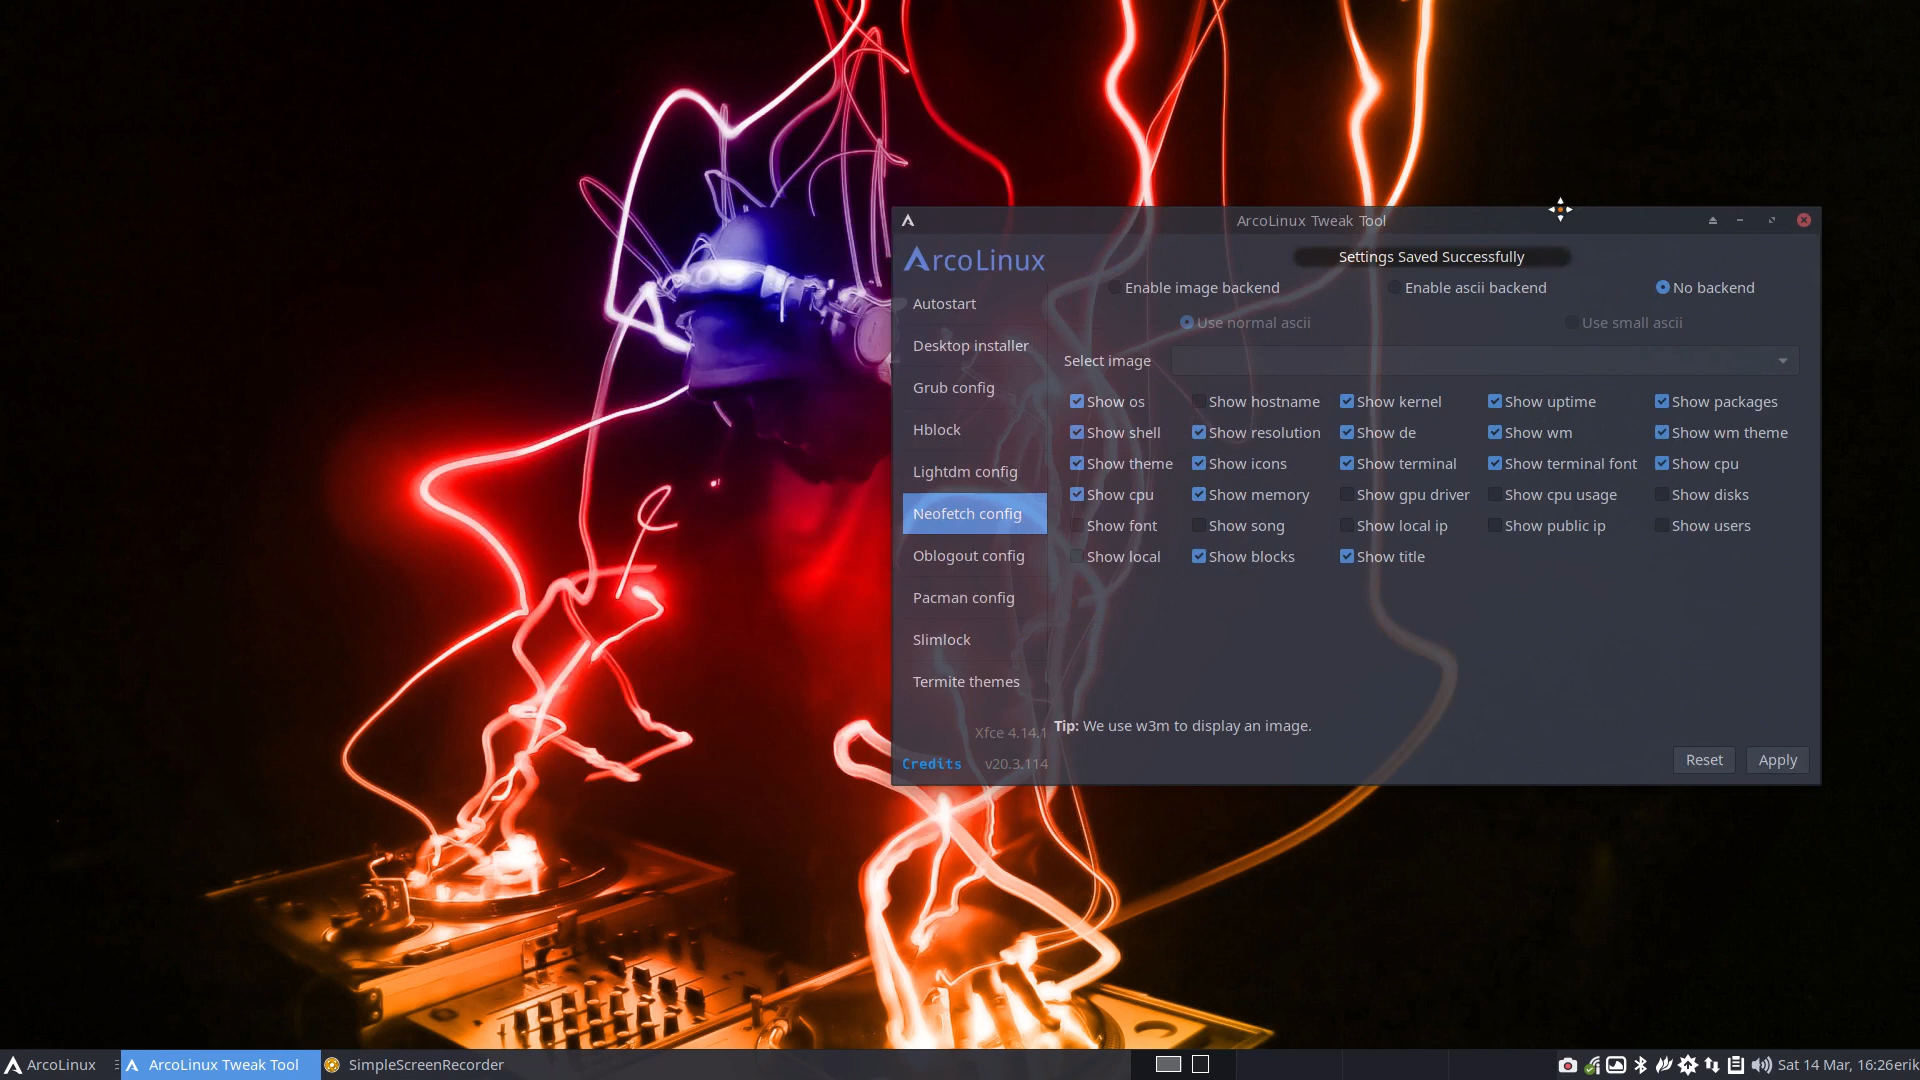 ArcoLinux Tweak Tool
ArcoLinux
Settings Saved Successfully
Enable image backend Enable ascii backend No backend
Use normal ascii Use small ascii
Select image
Autostart
Desktop installer
Grub config
Hblock
Lightdm config
Neofetch config
Oblogout config
Pacman config
Slimlock
Termite themes
Show os Show hostname Show kernel Show uptime Show packages
Show shell Show resolution Show de Show wm Show wm theme
Show theme Show icons Show terminal Show terminal font Show cpu
Show cpu Show memory Show gpu driver Show cpu usage Show disks
Show font Show song Show local ip Show public ip Show users
Show local Show blocks Show title
Xfce 4.14.1
Tip: We use w3m to display an image.
Credits v20.3.114
Reset Apply
ArcoLinux ArcoLinux Tweak Tool SimpleScreenRecorder Sat 14 Mar, 16:26erik